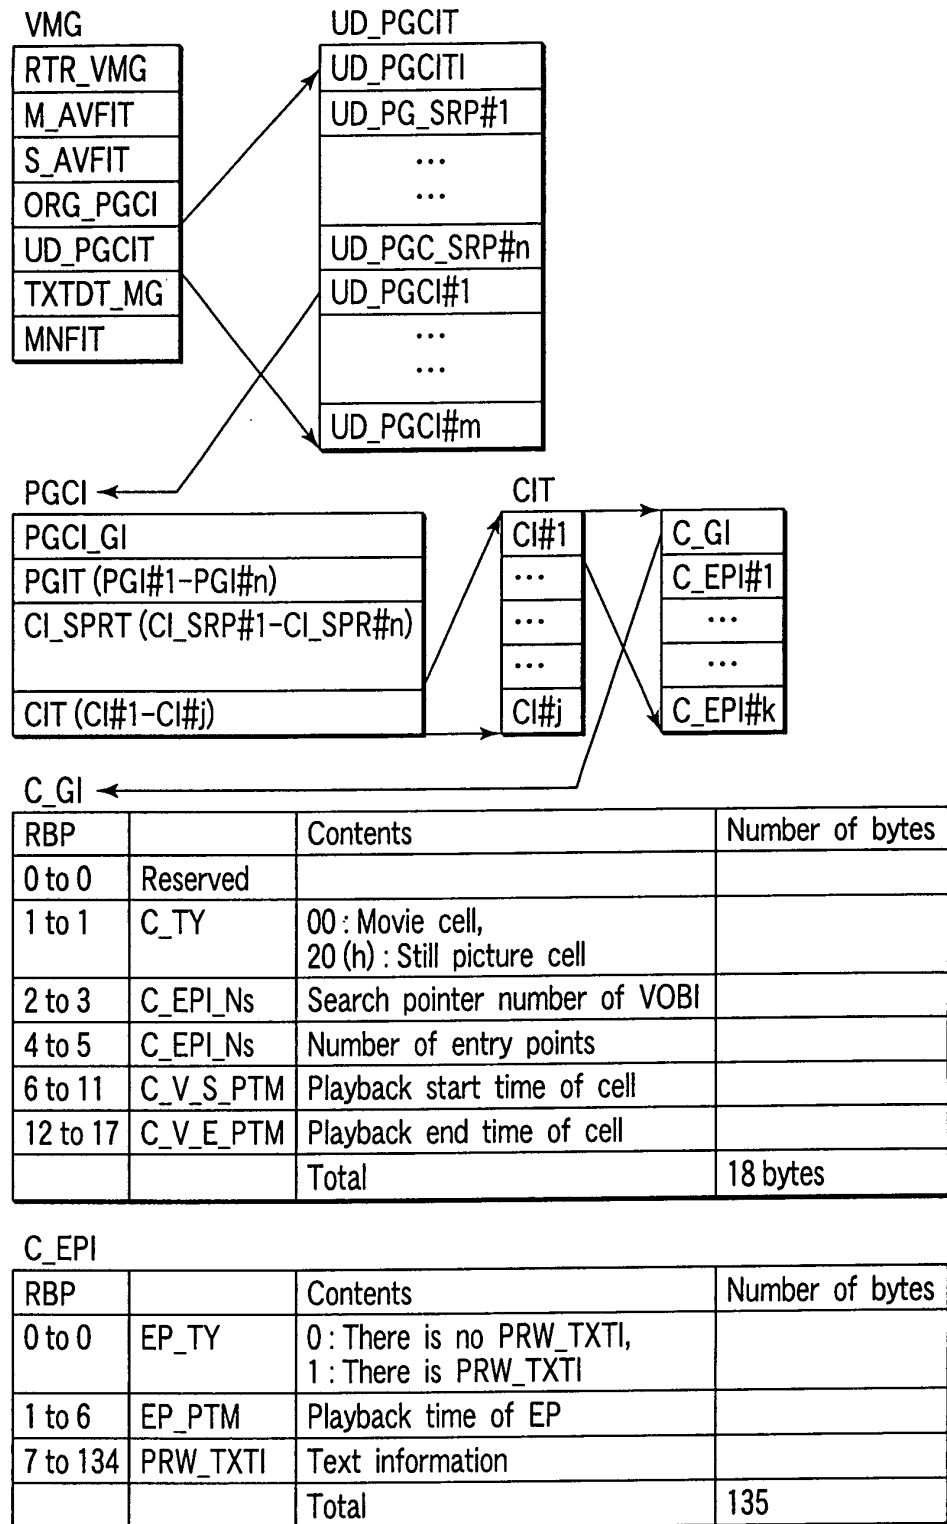 VMG
RTR_VMG
M_AVFIT
S_AVFIT
ORG_PGCI
UD_PGCIT
TXTDT_MG
MNFIT
UD_PGCIT
UD_PGCITI
UD_PG_SRP#1
...
...
UD_PGC_SRP#n
UD_PGCI#1
...
...
UD_PGCI#m
PGCI
PGCI_GI
PGIT (PGI#1-PGI#n)
CI_SPRT (CI_SRP#1-CI_SPR#n)
CIT (CI#1-CI#j)
CIT
CI#1
...
...
...
CI#j
C_GI
C_EPI#1
...
...
C_EPI#k
C_GI
RBP Contents Number of bytes
0 to 0 Reserved
1 to 1 C_TY 00 : Movie cell,
20 (h) : Still picture cell
2 to 3 C_EPI_Ns Search pointer number of VOBI
4 to 5 C_EPI_Ns Number of entry points
6 to 11 C_V_S_PTM Playback start time of cell
12 to 17 C_V_E_PTM Playback end time of cell
Total 18 bytes
C_EPI
RBP Contents Number of bytes
0 to 0 EP_TY 0 : There is no PRW_TXTI,
1 : There is PRW_TXTI
1 to 6 EP_PTM Playback time of EP
7 to 134 PRW_TXTI Text information
Total 135